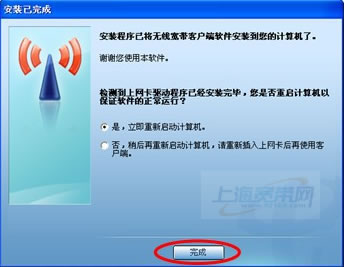 安装已完成
安装程序已将无线宽带客户端软件安装到您的计算机了。
谢谢您使用本软件。
检测到上网卡驱动程序已经安装完毕，您是否重启计算机以
保证软件的正常运行？
是，立即重新启动计算机。
否，稍后再重新启动计算机，请重新插入上网卡后再使用客
户端。
上海宽带网
完成